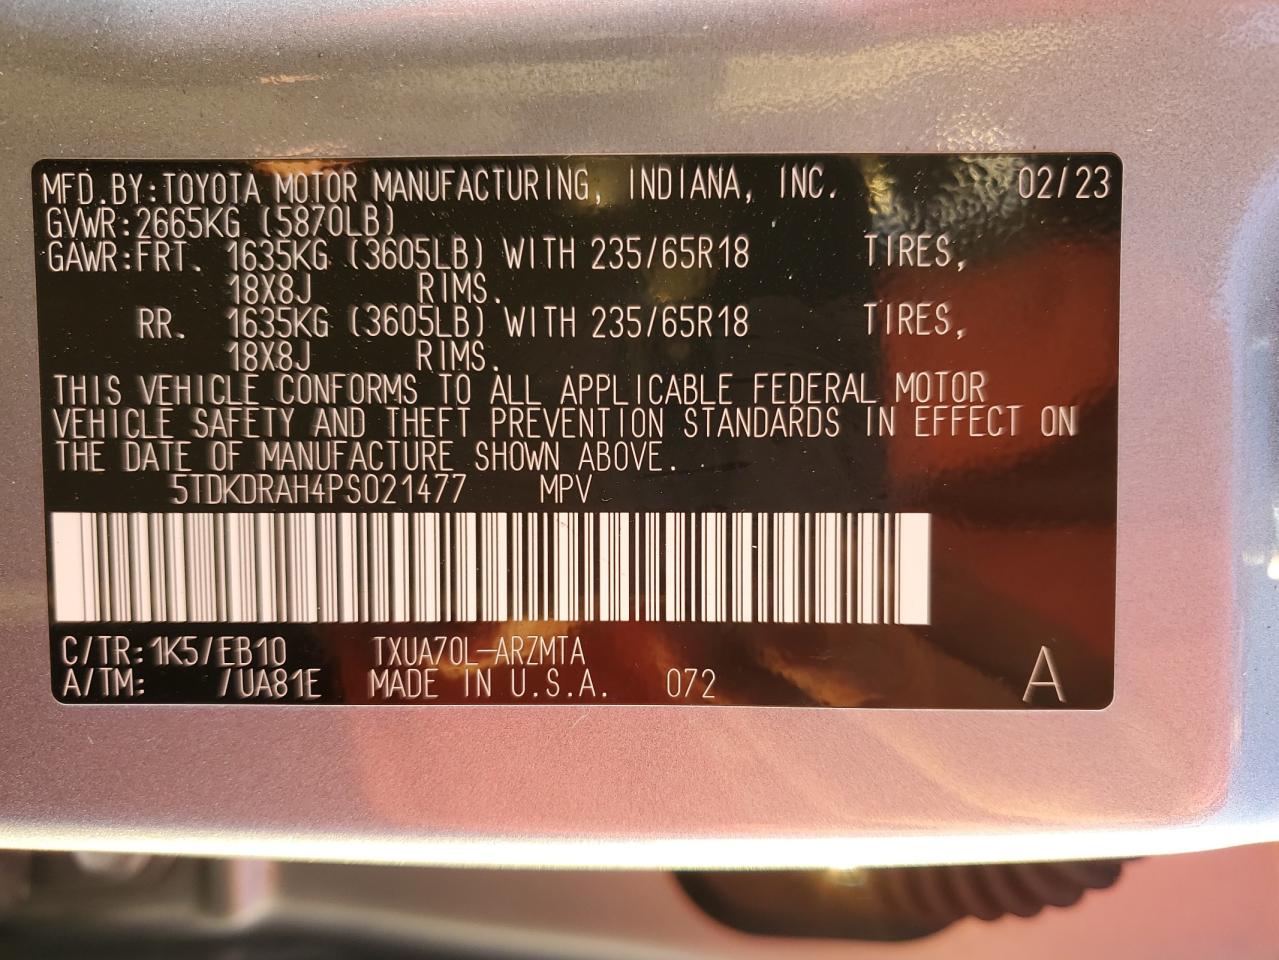 MFD.BY:TOYOTA MOTOR MANUFACTURING, INDIANA, INC. 02/23
GVWR:2665KG (5870LB)
GAWR:FRT. 1635KG (3605LB) WITH 235/65R18 TIRES,
18X8J RIMS.
RR. 1635KG (3605LB) WITH 235/65R18 TIRES,
18X8J RIMS.
THIS VEHICLE CONFORMS TO ALL APPLICABLE FEDERAL MOTOR
VEHICLE SAFETY AND THEFT PREVENTION STANDARDS IN EFFECT ON
THE DATE OF MANUFACTURE SHOWN ABOVE.
5TDKDRAH4PS021477 MPV
C/TR:1K5/EB10 TXUA70L-ARZMTA
A/TM: /UA81E MADE IN U.S.A. 072 A